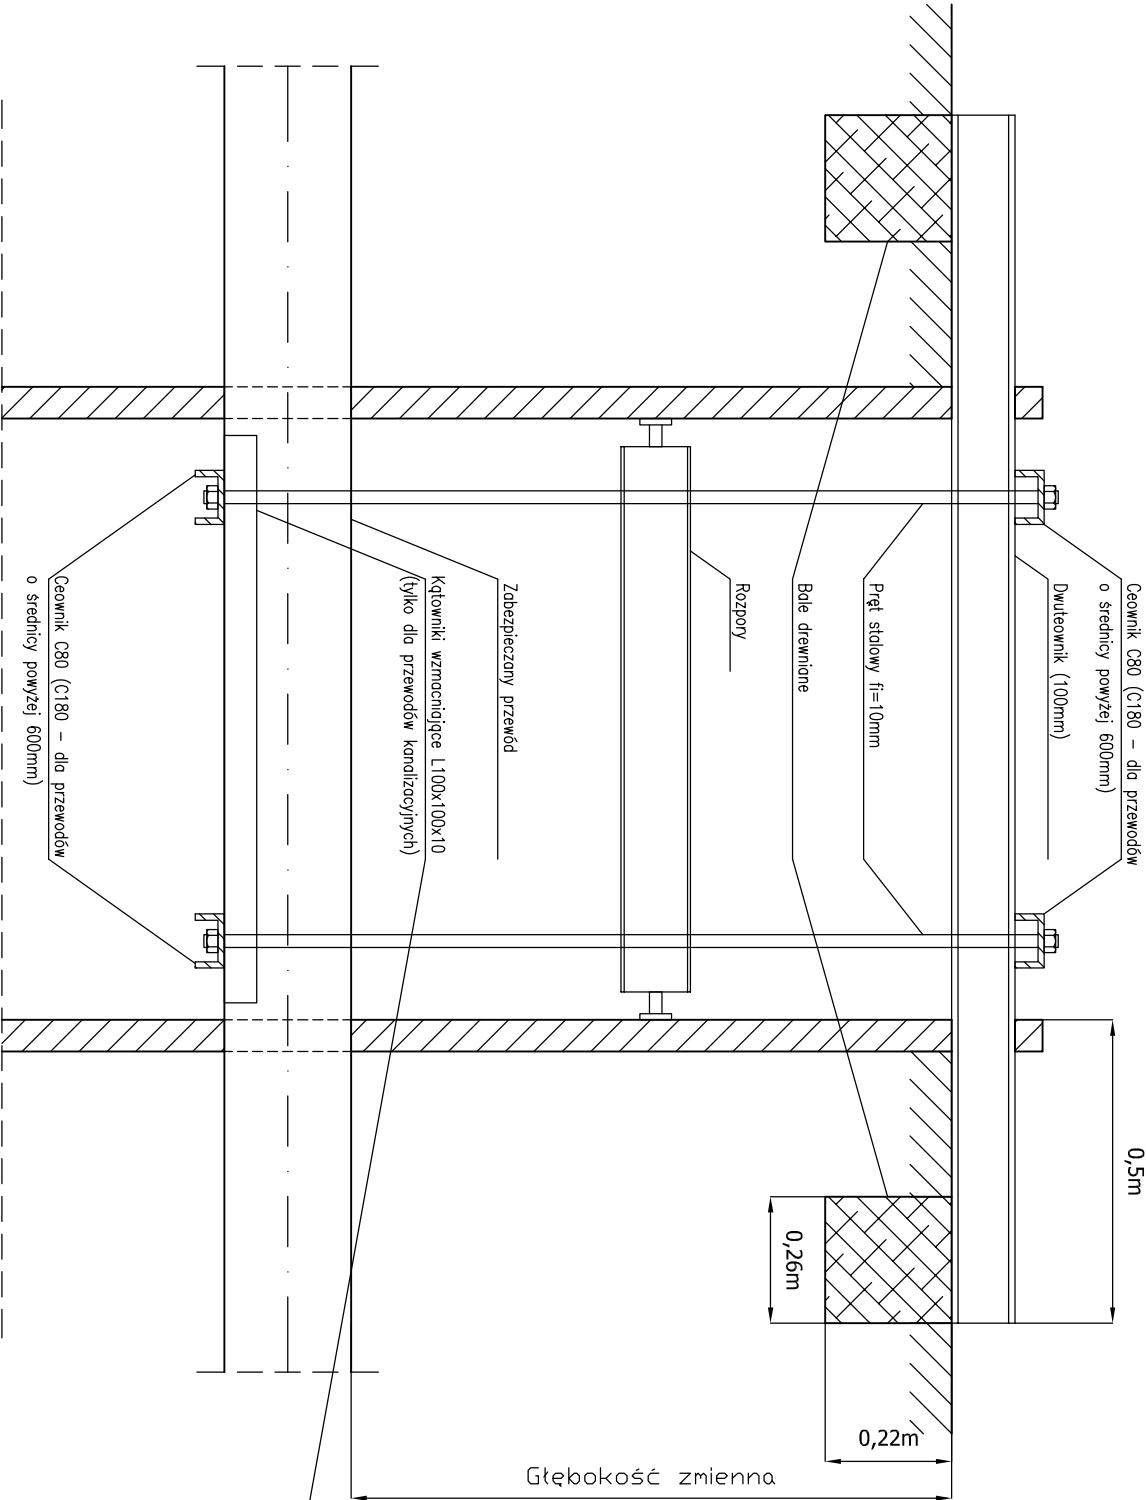 Ceownik C80 (C180 – dla przewodów
o średnicy powyżej 600mm)
Dwuteownik (100mm)
Pręt stalowy fi=10mm
Bale drewniane
Rozpory
Zabezpieczany przewód
Kątowniki wzmacniające L100x100x10
(tylko dla przewodów kanalizacyjnych)
Ceownik C80 (C180 – dla przewodów
o średnicy powyżej 600mm)
0,5m
0,26m
0,22m
Głębokość zmienna